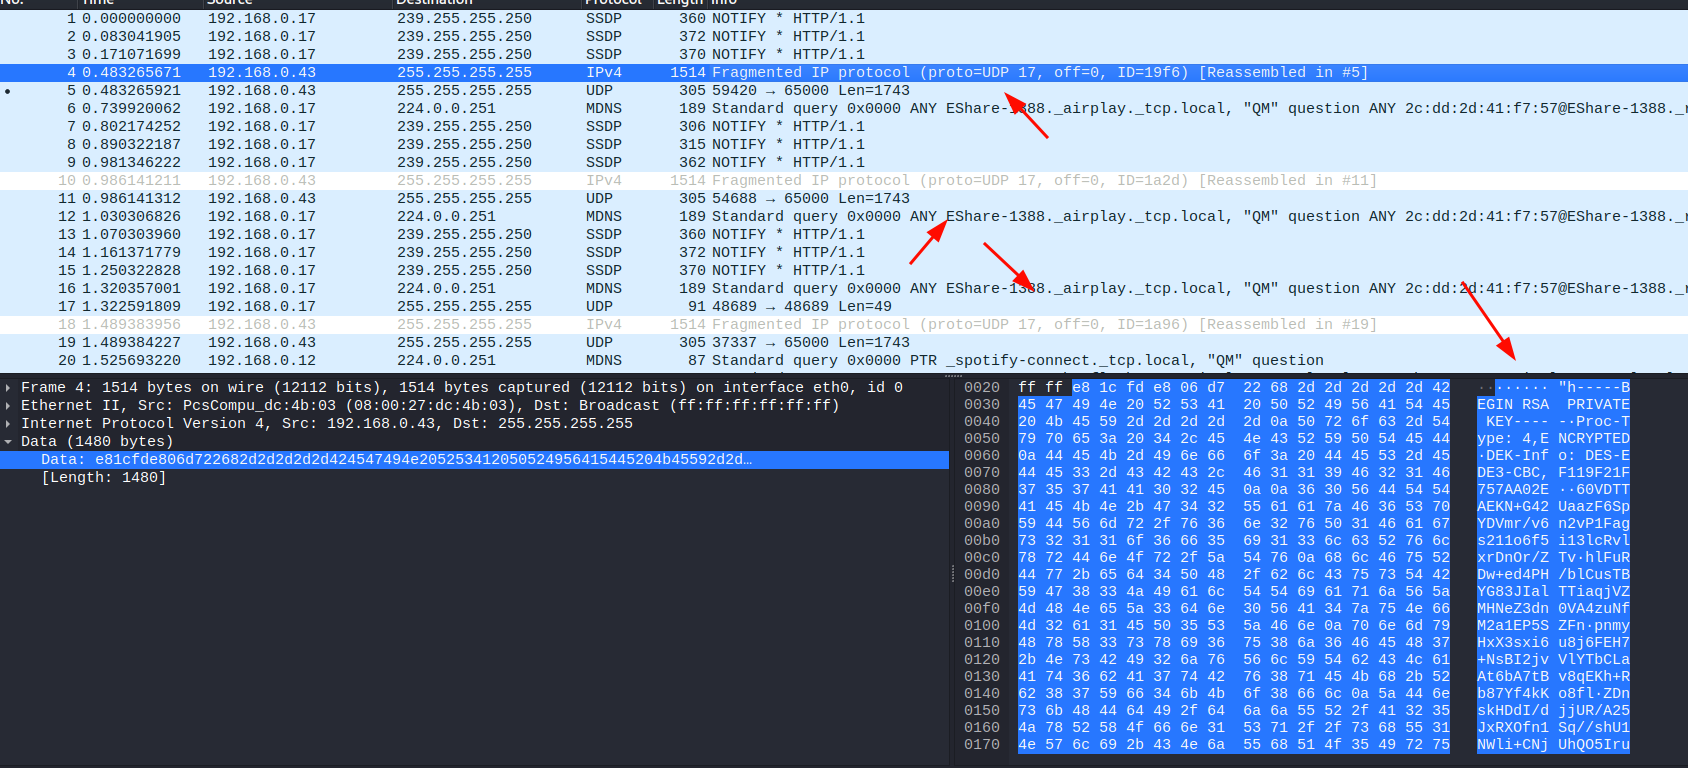 No. Time Source Destination Protocol Length Info
1 0.000000000 192.168.0.17 239.255.255.250 SSDP 360 NOTIFY * HTTP/1.1
2 0.083041905 192.168.0.17 239.255.255.250 SSDP 372 NOTIFY * HTTP/1.1
3 0.171071699 192.168.0.17 239.255.255.250 SSDP 370 NOTIFY * HTTP/1.1
4 0.483265671 192.168.0.43 255.255.255.255 IPv4 1514 Fragmented IP protocol (proto=UDP 17, off=0, ID=19f6) [Reassembled in #5]
5 0.483265921 192.168.0.43 255.255.255.255 UDP 305 59420 → 65000 Len=1743
6 0.739920062 192.168.0.17 224.0.0.251 MDNS 189 Standard query 0x0000 ANY EShare-1388._airplay._tcp.local, "QM" question ANY 2c:dd:2d:41:f7:57@EShare-1388._r
7 0.802174252 192.168.0.17 239.255.255.250 SSDP 306 NOTIFY * HTTP/1.1
8 0.890322187 192.168.0.17 239.255.255.250 SSDP 315 NOTIFY * HTTP/1.1
9 0.981346222 192.168.0.17 239.255.255.250 SSDP 362 NOTIFY * HTTP/1.1
10 0.986141211 192.168.0.43 255.255.255.255 IPv4 1514 Fragmented IP protocol (proto=UDP 17, off=0, ID=1a2d) [Reassembled in #11]
11 0.986141312 192.168.0.43 255.255.255.255 UDP 305 54688 → 65000 Len=1743
12 1.030306826 192.168.0.17 224.0.0.251 MDNS 189 Standard query 0x0000 ANY EShare-1388._airplay._tcp.local, "QM" question ANY 2c:dd:2d:41:f7:57@EShare-1388._r
13 1.070303960 192.168.0.17 239.255.255.250 SSDP 360 NOTIFY * HTTP/1.1
14 1.161371779 192.168.0.17 239.255.255.250 SSDP 372 NOTIFY * HTTP/1.1
15 1.250322828 192.168.0.17 239.255.255.250 SSDP 370 NOTIFY * HTTP/1.1
16 1.320357001 192.168.0.17 224.0.0.251 MDNS 189 Standard query 0x0000 ANY EShare-1388._airplay._tcp.local, "QM" question ANY 2c:dd:2d:41:f7:57@EShare-1388._r
17 1.322591809 192.168.0.17 255.255.255.255 UDP 91 48689 → 48689 Len=49
18 1.489383956 192.168.0.43 255.255.255.255 IPv4 1514 Fragmented IP protocol (proto=UDP 17, off=0, ID=1a96) [Reassembled in #19]
19 1.489384227 192.168.0.43 255.255.255.255 UDP 305 37337 → 65000 Len=1743
20 1.525693220 192.168.0.12 224.0.0.251 MDNS 87 Standard query 0x0000 PTR _spotify-connect._tcp.local, "QM" question
Frame 4: 1514 bytes on wire (12112 bits), 1514 bytes captured (12112 bits) on interface eth0, id 0
Ethernet II, Src: PcsCompu_dc:4b:03 (08:00:27:dc:4b:03), Dst: Broadcast (ff:ff:ff:ff:ff:ff)
Internet Protocol Version 4, Src: 192.168.0.43, Dst: 255.255.255.255
Data (1480 bytes)
Data: e81cfde806d722682d2d2d2d2d424547494e205253412050524956415445204b45592d2d…
[Length: 1480]
0020 ff ff e8 1c fd e8 06 d7 22 68 2d 2d 2d 2d 2d 42 ········ "h-----B
0030 45 47 49 4e 20 52 53 41 20 50 52 49 56 41 54 45 EGIN RSA PRIVATE
0040 20 4b 45 59 2d 2d 2d 2d 2d 0a 50 72 6f 63 2d 54 KEY---- -·Proc-T
0050 79 70 65 3a 20 34 2c 45 4e 43 52 59 50 54 45 44 ype: 4,E NCRYPTED
0060 0a 44 45 4b 2d 49 6e 66 6f 3a 20 44 45 53 2d 45 ·DEK-Inf o: DES-E
0070 44 45 33 2d 43 42 43 2c 46 31 31 39 46 32 31 46 DE3-CBC, F119F21F
0080 37 35 37 41 41 30 32 45 0a 0a 36 30 56 44 54 54 757AA02E ··60VDTT
0090 41 45 4b 4e 2b 47 34 32 55 61 61 7a 46 36 53 70 AEKN+G42 UaazF6Sp
00a0 59 44 56 6d 72 2f 76 36 6e 32 76 50 31 46 61 67 YDVmr/v6 n2vP1Fag
00b0 73 32 31 31 6f 36 66 35 69 31 33 6c 63 52 76 6c s211o6f5 i13lcRvl
00c0 78 72 44 6e 4f 72 2f 5a 54 76 0a 68 6c 46 75 52 xrDnOr/Z Tv·hlFuR
00d0 44 77 2b 65 64 34 50 48 2f 62 6c 43 75 73 54 42 Dw+ed4PH /blCusTB
00e0 59 47 38 33 4a 49 61 6c 54 54 69 61 71 6a 56 5a YG83JIal TTiaqjVZ
00f0 4d 48 4e 65 5a 33 64 6e 30 56 41 34 7a 75 4e 66 MHNeZ3dn 0VA4zuNf
0100 4d 32 61 31 45 50 35 53 5a 46 6e 0a 70 6e 6d 79 M2a1EP5S ZFn·pnmy
0110 48 78 58 33 73 78 69 36 75 38 6a 36 46 45 48 37 HxX3sxi6 u8j6FEH7
0120 2b 4e 73 42 49 32 6a 76 56 6c 59 54 62 43 4c 61 +NsBI2jv VlYTbCLa
0130 41 74 36 62 41 37 74 42 76 38 71 45 4b 68 2b 52 At6bA7tB v8qEKh+R
0140 62 38 37 59 66 34 6b 4b 6f 38 66 6c 0a 5a 44 6e b87Yf4kK o8fl·ZDn
0150 73 6b 48 44 64 49 2f 64 6a 6a 55 52 2f 41 32 35 skHDdI/d jjUR/A25
0160 4a 78 52 58 4f 66 6e 31 53 71 2f 2f 73 68 55 31 JxRXOfn1 Sq//shU1
0170 4e 57 6c 69 2b 43 4e 6a 55 68 51 4f 35 49 72 75 NWli+CNj UhQO5Iru